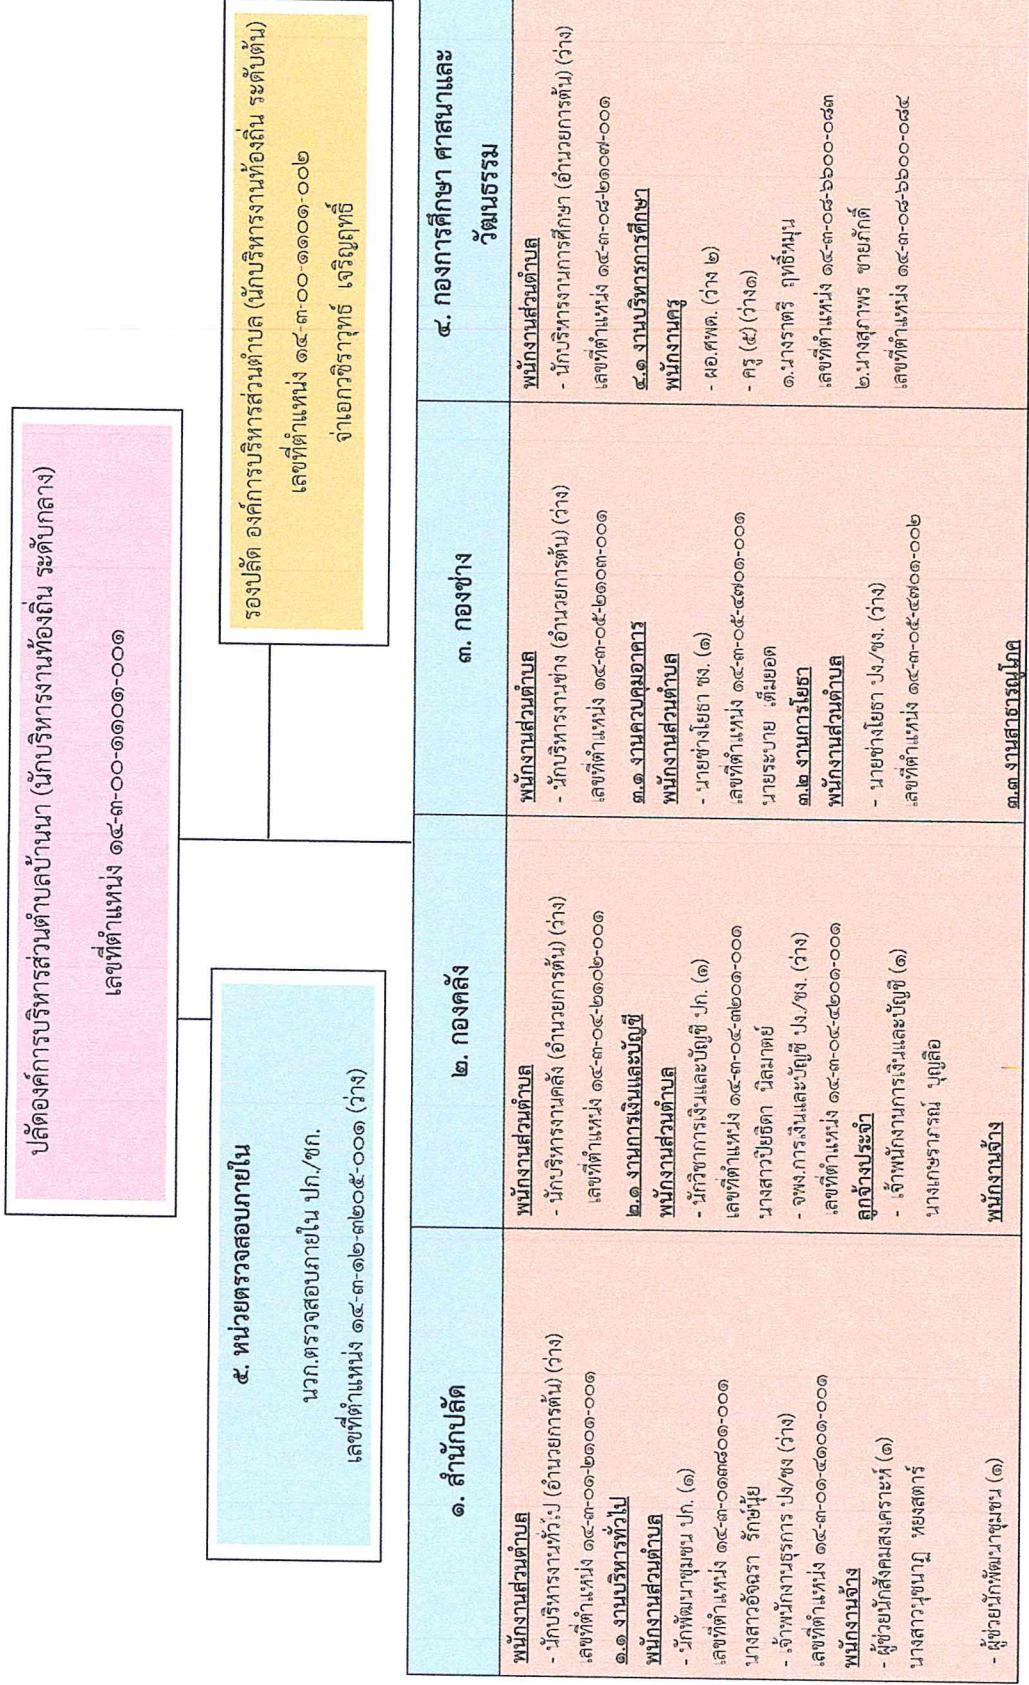 ปลัดองค์การบริหารส่วนตำบลบ้านนา (นักบริหารงานท้องถิ่น ระดับกลาง)
เลขที่ตำแหน่ง ๑๔-๓-๐๐-๑๑๐๑-๐๐๑
รองปลัด องค์การบริหารส่วนตำบล (นักบริหารงานท้องถิ่น ระดับต้น)
เลขที่ตำแหน่ง ๑๔-๓-๐๐-๑๑๐๑-๐๐๒
จ่าเอกวชิราวุทธ์ เจริญฤทธิ์
๕. หน่วยตรวจสอบภายใน
นวก.ตรวจสอบภายใน ปก./ชก.
เลขที่ตำแหน่ง ๑๔-๓-๑๒-๓๒๐๕-๐๐๑ (ว่าง)
๑. สำนักปลัด
พนักงานส่วนตำบล
- นักบริหารงานทั่วไป (อำนวยการต้น) (ว่าง)
เลขที่ตำแหน่ง ๑๔-๓-๐๑-๒๑๐๑-๐๐๑
๑.๑ งานบริหารทั่วไป
พนักงานส่วนตำบล
- นักพัฒนาชุมชน ปก. (๑)
เลขที่ตำแหน่ง ๑๔-๓-๐๑๓๘๐๑-๐๐๑
นางสาวอัจฉรา รักษ์นุ้ย
- เจ้าพนักงานธุรการ ปง/ชง (ว่าง)
เลขที่ตำแหน่ง ๑๔-๓-๐๑-๔๑๐๑-๐๐๑
พนักงานจ้าง
- ผู้ช่วยนักสังคมสงเคราะห์ (๑)
นางสาวนุชนาฎ หยงสตาร์
- ผู้ช่วยนักพัฒนาชุมชน (๑)
๒. กองคลัง
พนักงานส่วนตำบล
- นักบริหารงานคลัง (อำนวยการต้น) (ว่าง)
เลขที่ตำแหน่ง ๑๔-๓-๐๔-๒๑๐๒-๐๐๑
๒.๑ งานการเงินและบัญชี
พนักงานส่วนตำบล
- นักวิชาการเงินและบัญชี ปก. (๑)
เลขที่ตำแหน่ง ๑๔-๓-๐๔-๓๒๐๑-๐๐๑
นางสาวปิยธิดา นิลมาตย์
- จพง.การเงินและบัญชี ปง./ชง. (ว่าง)
เลขที่ตำแหน่ง ๑๔-๓-๐๔-๔๒๐๑-๐๐๑
ลูกจ้างประจำ
- เจ้าพนักงานการเงินและบัญชี (๑)
นางเกษราภรณ์ บุญลือ
พนักงานจ้าง
๓. กองช่าง
พนักงานส่วนตำบล
- นักบริหารงานช่าง (อำนวยการต้น) (ว่าง)
เลขที่ตำแหน่ง ๑๔-๓-๐๕-๒๑๐๓-๐๐๑
๓.๑ งานควบคุมอาคาร
พนักงานส่วนตำบล
- นายช่างโยธา ชง. (๑)
เลขที่ตำแหน่ง ๑๔-๓-๐๕-๔๗๐๑-๐๐๑
นายระบาย เต็มยอด
๓.๒ งานการโยธา
พนักงานส่วนตำบล
- นายช่างโยธา ปง./ชง. (ว่าง)
เลขที่ตำแหน่ง ๑๔-๓-๐๕-๔๗๐๑-๐๐๒
๓.๓ งานสาธารณูโภค
๔. กองการศึกษา ศาสนาและ
วัฒนธรรม
พนักงานส่วนตำบล
- นักบริหารงานการศึกษา (อำนวยการต้น) (ว่าง)
เลขที่ตำแหน่ง ๑๔-๓-๐๘-๒๑๐๗-๐๐๑
๔.๑ งานบริหารการศึกษา
พนักงานครู
- ผอ.ศพด. (ว่าง ๒)
- ครู (๕) (ว่าง๑)
๑.นางราตรี ฤทธิ์หมุน
เลขที่ตำแหน่ง ๑๔-๓-๐๘-๖๖๐๐-๐๘๓
๒.นางสุภาพร ชายภักดิ์
เลขที่ตำแหน่ง ๑๔-๓-๐๘-๖๖๐๐-๐๘๔